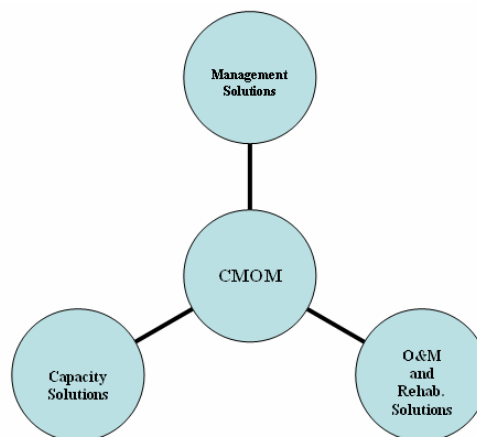 Management
Solutions
CMOM
Capacity
Solutions
O&M
and
Rehab.
Solutions